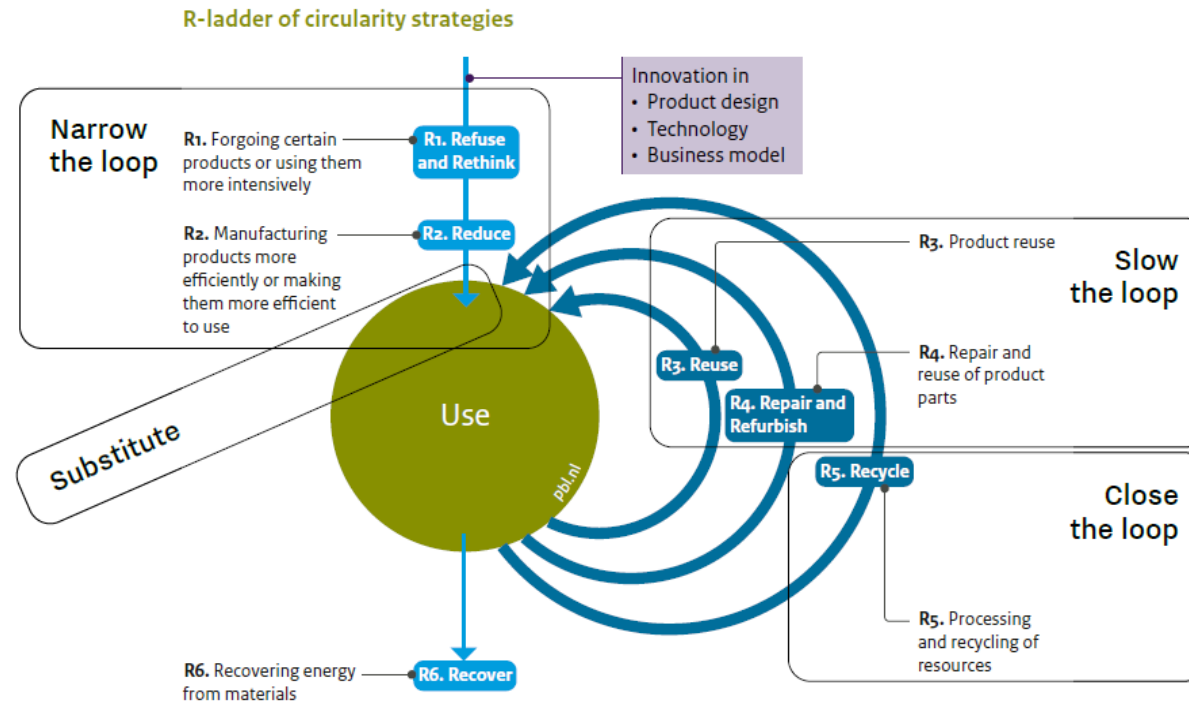 R-ladder of circularity strategies
Innovation in
• Product design
• Technology
• Business model
Narrow
the loop
R1. Forgoing certain
products or using them
more intensively
R1. Refuse
and Rethink
R2. Manufacturing
products more
efficiently or making
them more efficient
to use
R2. Reduce
Substitute
Use
pbl.nl
R3. Reuse
R3. Product reuse
Slow
the loop
R4. Repair and
Refurbish
R4. Repair and
reuse of product
parts
R5. Recycle
Close
the loop
R5. Processing
and recycling of
resources
R6. Recovering energy
from materials
R6. Recover